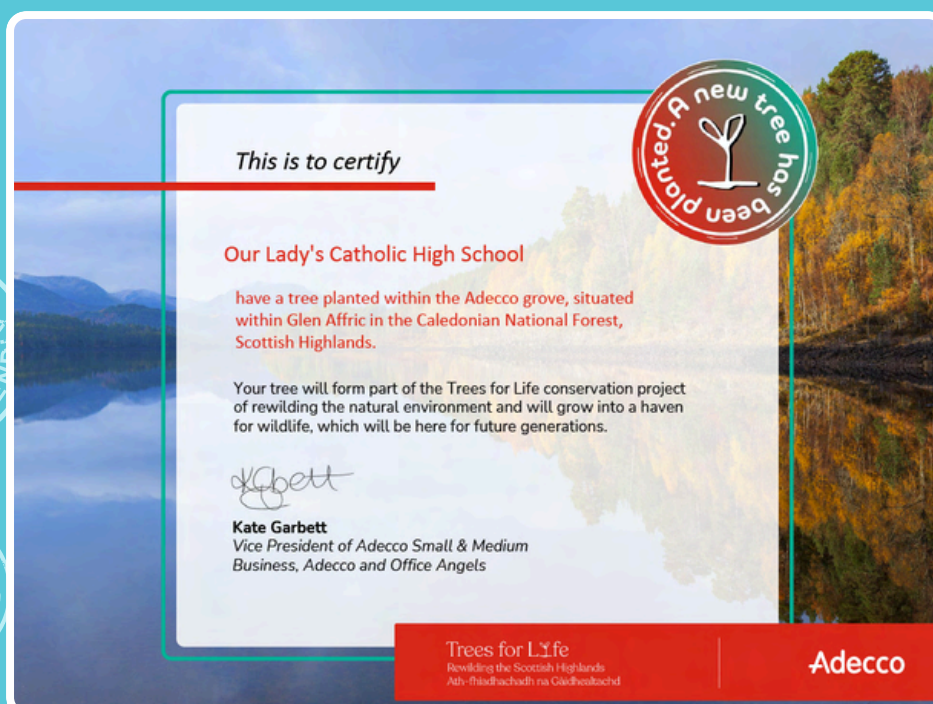 This is to certify
A new tree has been planted.
Our Lady's Catholic High School
have a tree planted within the Adecco grove, situated
within Glen Affric in the Caledonian National Forest,
Scottish Highlands.
Your tree will form part of the Trees for Life conservation project
of rewilding the natural environment and will grow into a haven
for wildlife, which will be here for future generations.
Kate Garbett
Vice President of Adecco Small & Medium
Business, Adecco and Office Angels
Trees for Life
Rewilding the Scottish Highlands
Ath-fhiadhachadh na Gàidhealtachd
Adecco